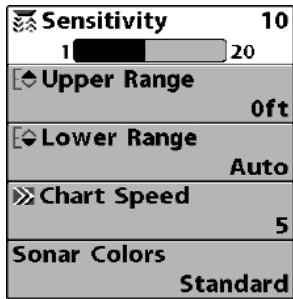 Sensitivity 10
1 20
Upper Range
0ft
Lower Range
Auto
Chart Speed
5
Sonar Colors
Standard